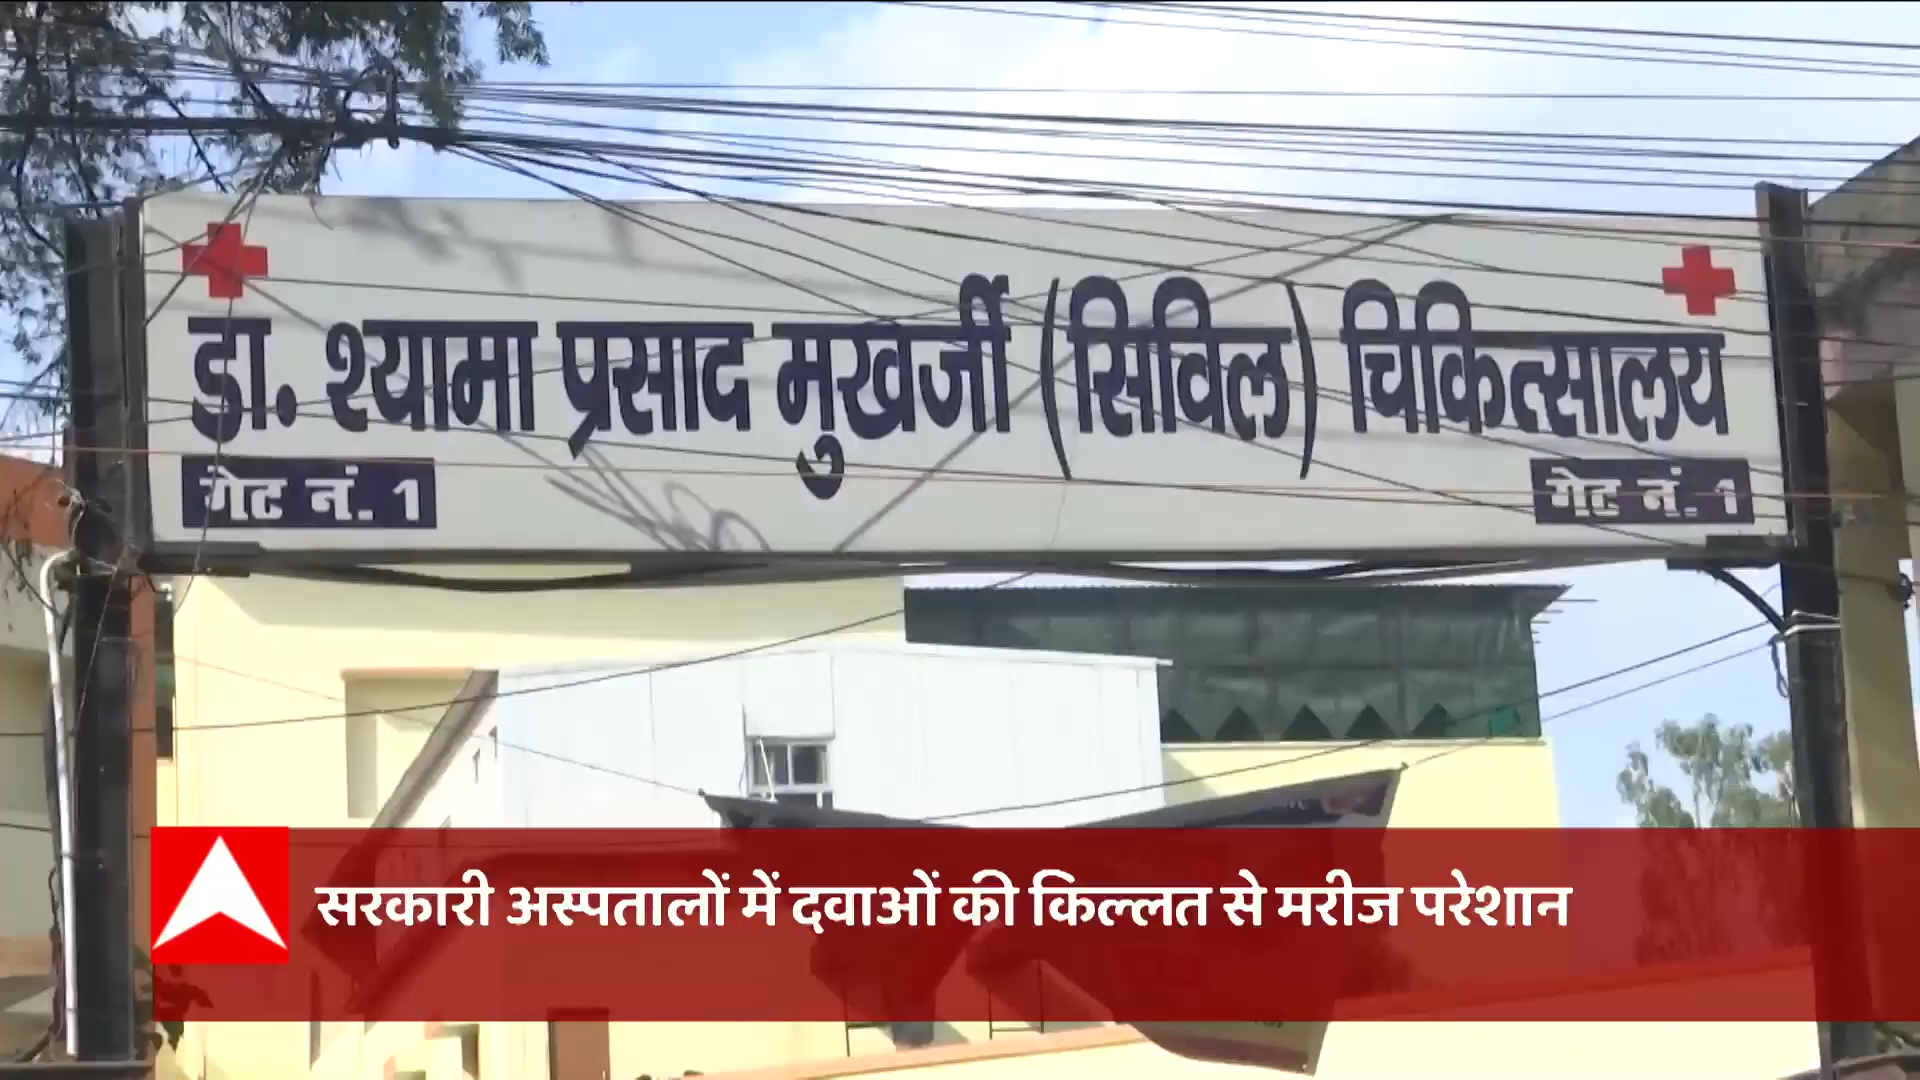 डा. श्यामा प्रसाद मुखर्जी (सिविल) चिकित्सालय
गेट नं. 1
गेट नं. 1
सरकारी अस्पतालों में दवाओं की किल्लत से मरीज परेशान